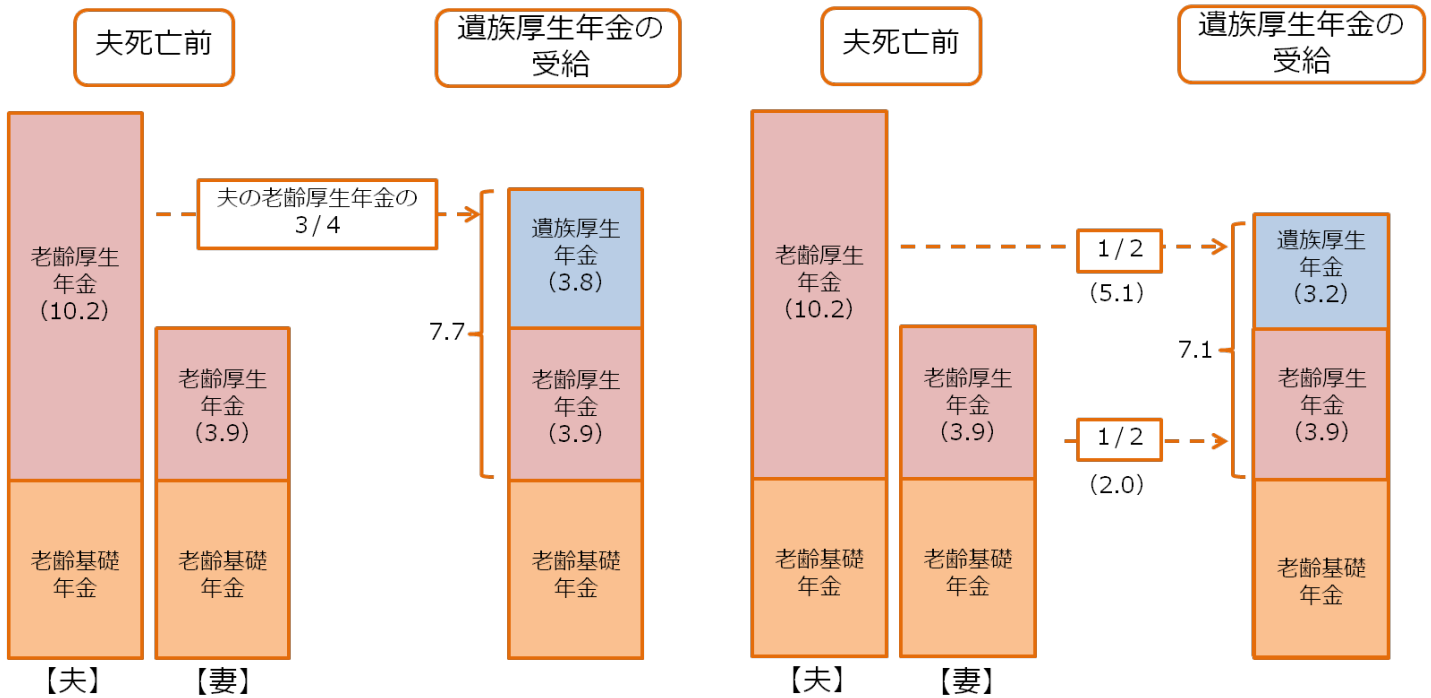 夫死亡前
遺族厚生年金の
受給
老齢厚生
年金
(10.2)
夫の老齢厚生年金の
3/4
老齢厚生
年金
(3.9)
7.7
遺族厚生
年金
(3.8)
老齢厚生
年金
(3.9)
老齢基礎
年金
老齢基礎
年金
老齢基礎
年金
【夫】
【妻】
夫死亡前
遺族厚生年金の
受給
老齢厚生
年金
(10.2)
1/2
(5.1)
老齢厚生
年金
(3.9)
1/2
(2.0)
7.1
遺族厚生
年金
(3.2)
老齢厚生
年金
(3.9)
老齢基礎
年金
老齢基礎
年金
老齢基礎
年金
【夫】
【妻】